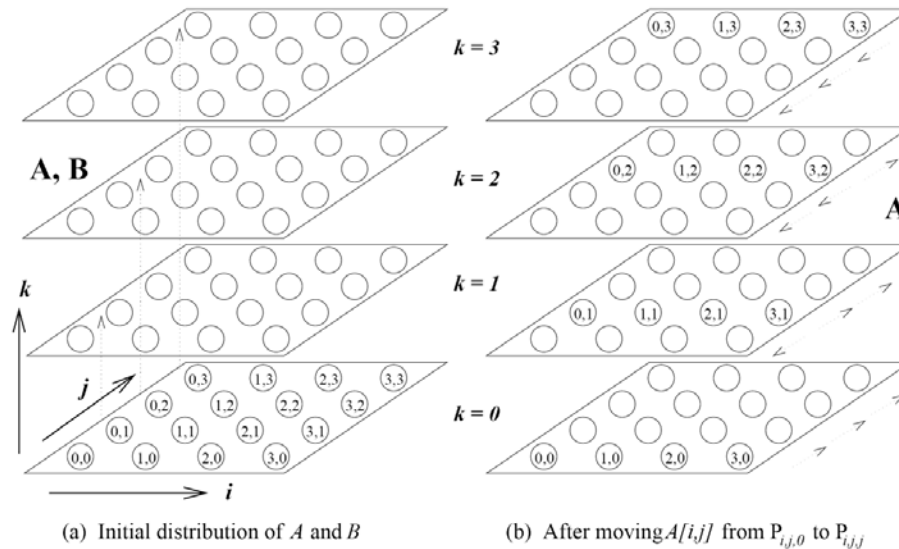 0,3 1,3 2,3 3,3
k = 3
A, B
0,2 1,2 2,2 3,2
k = 2
A
k
k = 1
0,1 1,1 2,1 3,1
j
0,3 1,3 2,3 3,3
0,2 1,2 2,2 3,2
k = 0
0,1 1,1 2,1 3,1
0,0 1,0 2,0 3,0
0,0 1,0 2,0 3,0
i
(a) Initial distribution of A and B
(b) After moving A[i,j] from P_{i,j,0} to P_{i,j,j}